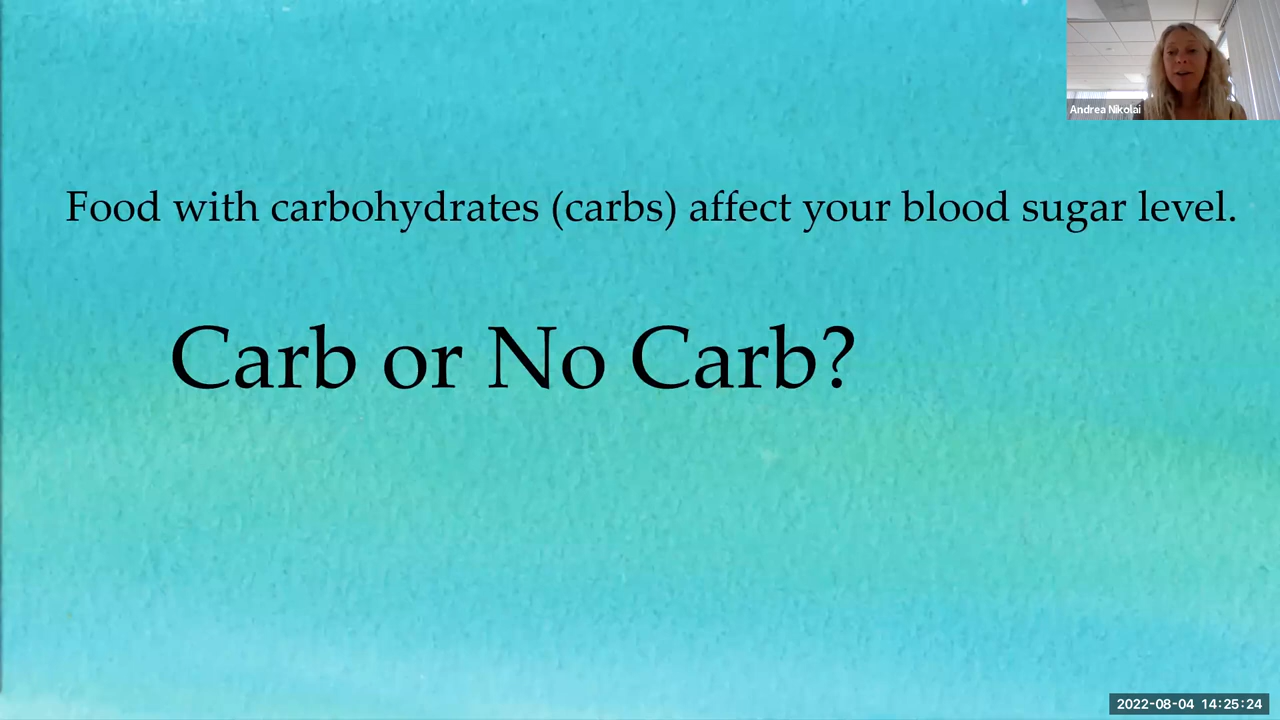 Andrea Nikolai
Food with carbohydrates (carbs) affect your blood sugar level.
Carb or No Carb?
2022-08-04 14:25:24